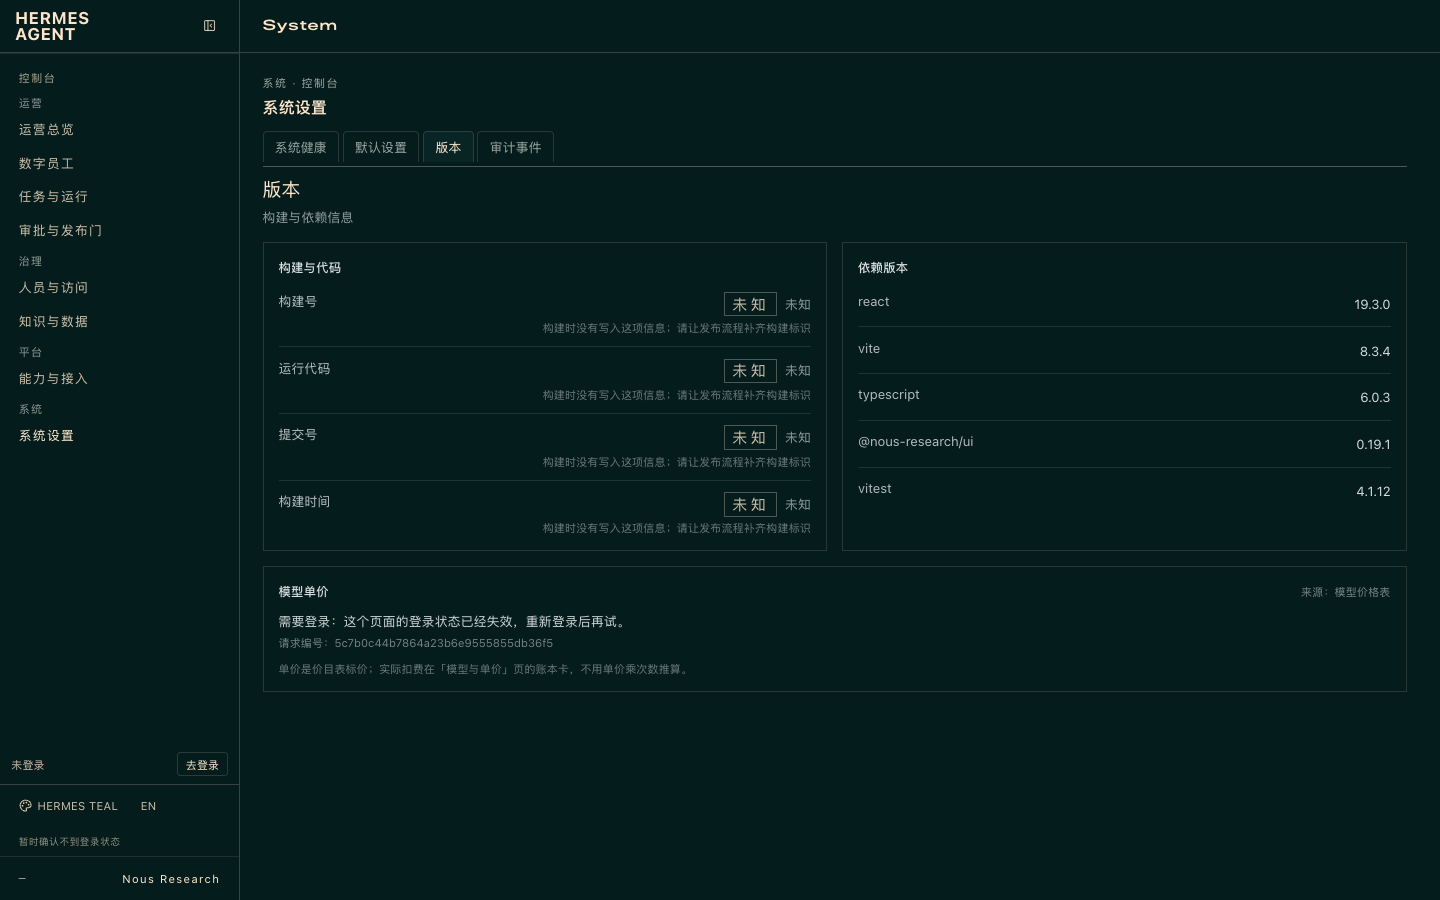 HERMES
AGENT
System
控制台
运营
运营总览
数字员工
任务与运行
审批与发布门
治理
人员与访问
知识与数据
平台
能力与接入
系统
系统设置
未登录
去登录
HERMES TEAL
EN
暂时确认不到登录状态
—
Nous Research
系统 · 控制台
系统设置
系统健康
默认设置
版本
审计事件
版本
构建与依赖信息
构建与代码
构建号
未知 未知
构建时没有写入这项信息；请让发布流程补齐构建标识
运行代码
未知 未知
构建时没有写入这项信息；请让发布流程补齐构建标识
提交号
未知 未知
构建时没有写入这项信息；请让发布流程补齐构建标识
构建时间
未知 未知
构建时没有写入这项信息；请让发布流程补齐构建标识
依赖版本
react 19.3.0
vite 8.3.4
typescript 6.0.3
@nous-research/ui 0.19.1
vitest 4.1.12
模型单价
来源：模型价格表
需要登录：这个页面的登录状态已经失效，重新登录后再试。
请求编号：5c7b0c44b7864a23b6e9555855db36f5
单价是价目表标价；实际扣费在「模型与单价」页的账本卡，不用单价乘次数推算。